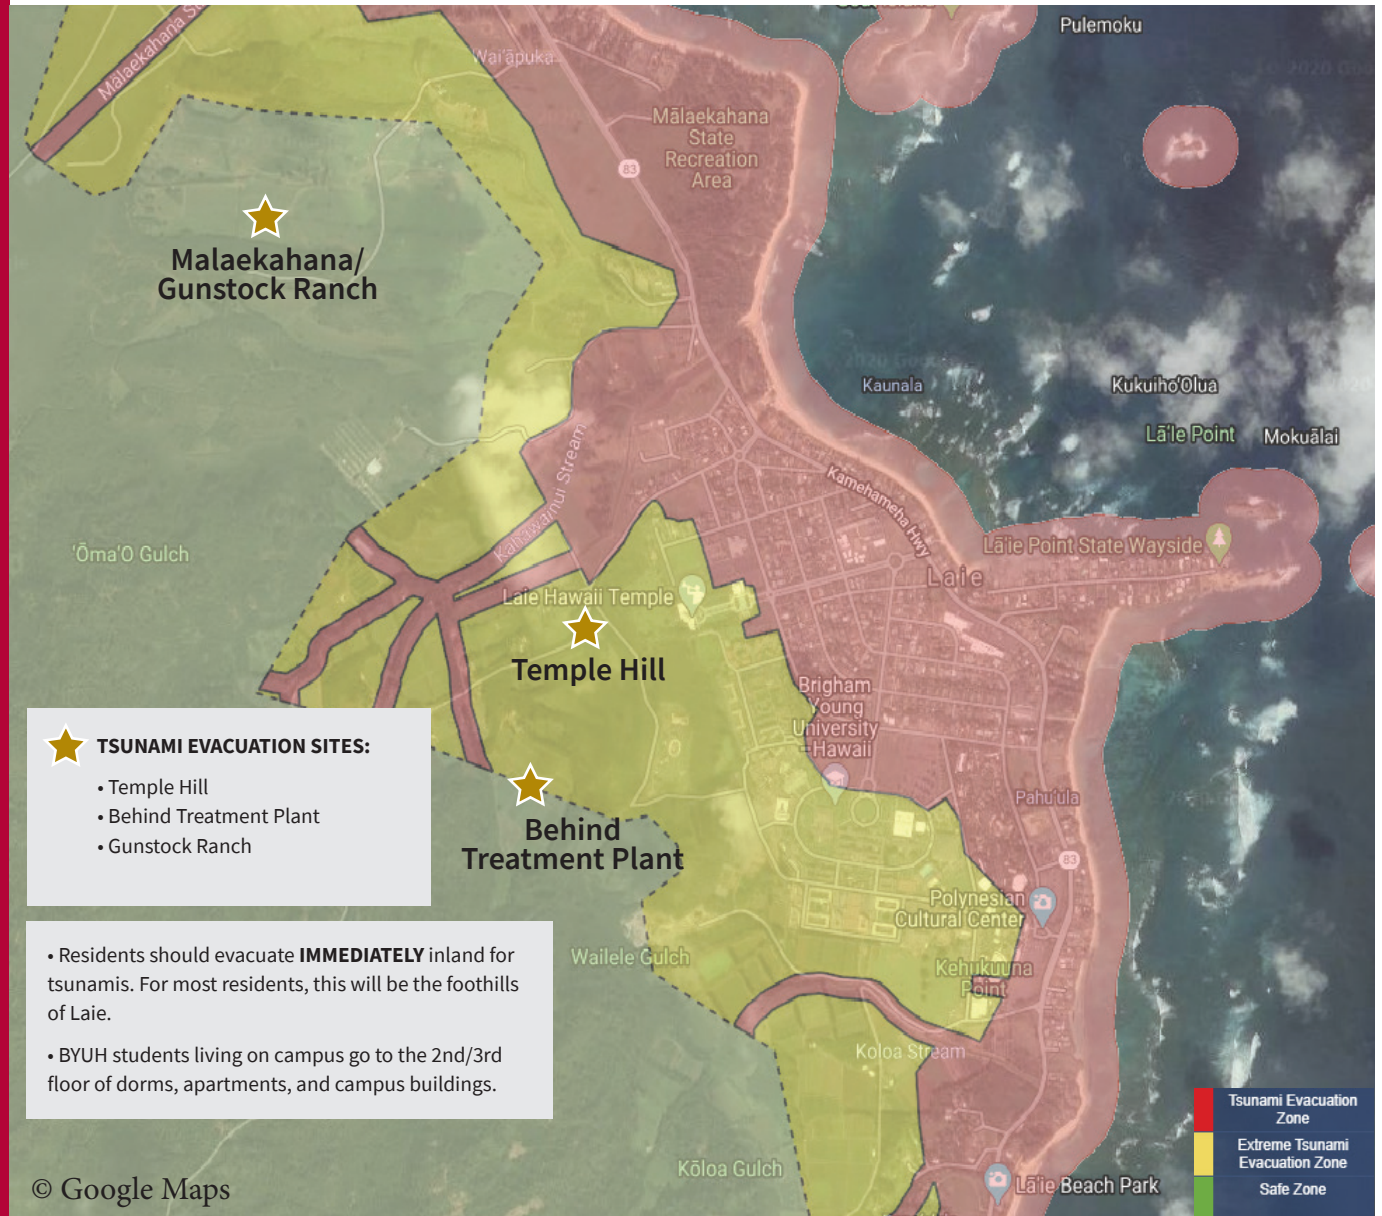 Pulemoku
Mālaekahana
Wai'āpuka
Mālaekahana
State
Recreation
Area
83
Malaekahana/
Gunstock Ranch
Kaunala
Kukuiho'Olua
Lā'Ie Point
Mokuālai
Kamehameha Hwy
Kahawainui Stream
'Ōma'O Gulch
Lā'ie Point State Wayside
Laie
Laie Hawaii Temple
Temple Hill
Brigham
Young
University
-Hawaii
TSUNAMI EVACUATION SITES:
• Temple Hill
• Behind Treatment Plant
• Gunstock Ranch
Behind
Treatment Plant
Pahu'ula
83
Polynesian
Cultural Center
• Residents should evacuate IMMEDIATELY inland for
tsunamis. For most residents, this will be the foothills
of Laie.
• BYUH students living on campus go to the 2nd/3rd
floor of dorms, apartments, and campus buildings.
Wailele Gulch
Kehukuuna
Point
Koloa Stream
Kōloa Gulch
Lā'ie Beach Park
Tsunami Evacuation
Zone
Extreme Tsunami
Evacuation Zone
Safe Zone
© Google Maps